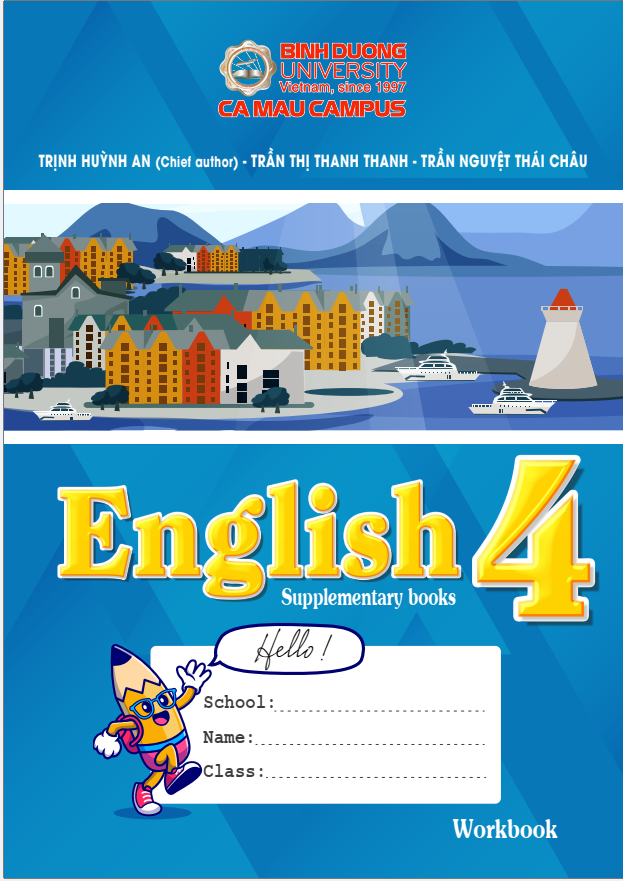 BINH DUONG
UNIVERSITY
Vietnam, since 1997
CA MAU CAMPUS
TRỊNH HUỲNH AN (Chief author) - TRẦN THỊ THANH THANH - TRẦN NGUYỆT THÁI CHÂU
English 4
Supplementary books
Hello !
School:
Name:
Class:
Workbook